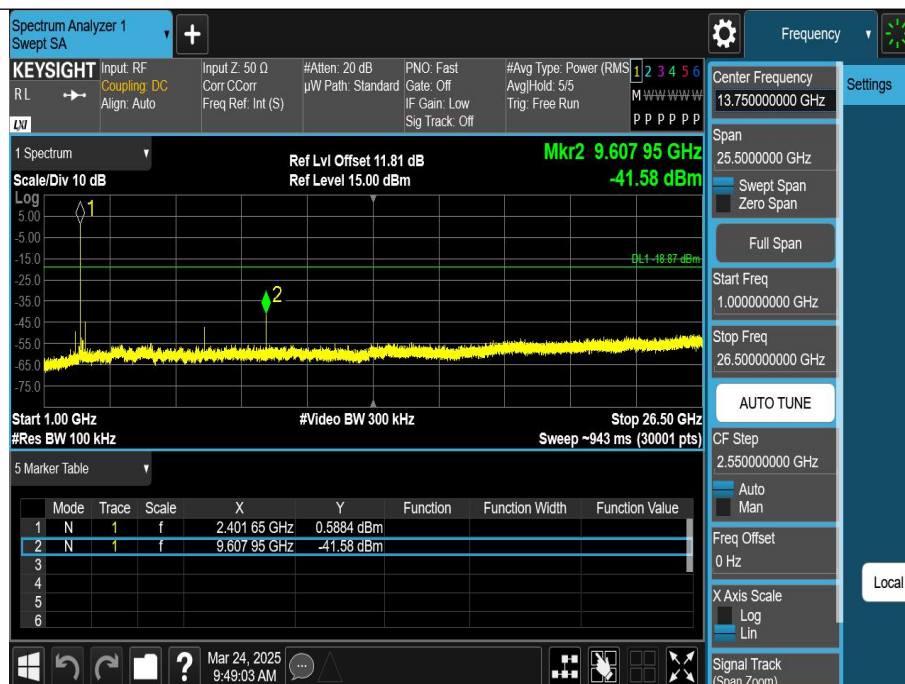 Spectrum Analyzer 1
Swept SA
Frequency
KEYSIGHT
RL
LXI
Input: RF
Coupling: DC
Align: Auto
Input Z: 50 Ω
Corr CCorr
Freq Ref: Int (S)
#Atten: 20 dB
µW Path: Standard
PNO: Fast
Gate: Off
IF Gain: Low
Sig Track: Off
#Avg Type: Power (RMS
Avg|Hold: 5/5
Trig: Free Run
1 2 3 4 5 6
M W W W W W
P P P P P P
Settings
1 Spectrum
Scale/Div 10 dB
Ref Lvl Offset 11.81 dB
Ref Level 15.00 dBm
Mkr2 9.607 95 GHz
-41.58 dBm
Log
5.00
-5.00
-15.0
-25.0
-35.0
-45.0
-55.0
-65.0
-75.0
1
2
DL1 -18.87 dBm
Start 1.00 GHz
#Video BW 300 kHz
Stop 26.50 GHz
#Res BW 100 kHz
Sweep ~943 ms (30001 pts)
5 Marker Table
Mode Trace Scale X Y Function Function Width Function Value
1 N 1 f 2.401 65 GHz 0.5884 dBm
2 N 1 f 9.607 95 GHz -41.58 dBm
3
4
5
6
Center Frequency
13.750000000 GHz
Span
25.5000000 GHz
Swept Span
Zero Span
Full Span
Start Freq
1.000000000 GHz
Stop Freq
26.500000000 GHz
AUTO TUNE
CF Step
2.550000000 GHz
Auto
Man
Freq Offset
0 Hz
X Axis Scale
Log
Lin
Signal Track
(Span Zoom)
Local
?
Mar 24, 2025
9:49:03 AM